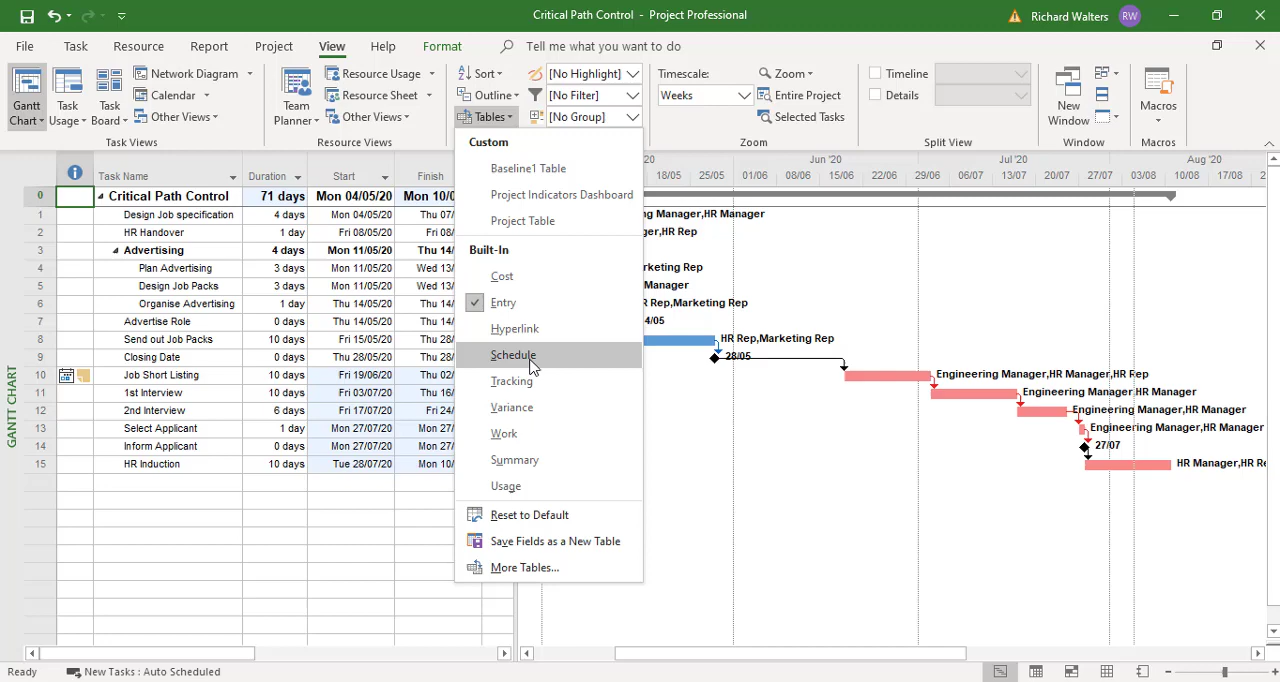 Critical Path Control - Project Professional
Richard Walters RW
File Task Resource Report Project View Help Format Tell me what you want to do
Gantt Chart
Task Usage
Task Board
Network Diagram
Calendar
Other Views
Task Views
Team Planner
Resource Usage
Resource Sheet
Other Views
Resource Views
Sort
Outline
Tables
[No Highlight]
[No Filter]
[No Group]
Timescale:
Weeks
Zoom
Entire Project
Selected Tasks
Zoom
Timeline
Details
Split View
New Window
Window
Macros
Macros
Custom
Baseline1 Table
Project Indicators Dashboard
Project Table
Built-In
Cost
Entry
Hyperlink
Schedule
Tracking
Variance
Work
Summary
Usage
Reset to Default
Save Fields as a New Table
More Tables...
GANTT CHART
Task Name Duration Start Finish
0 Critical Path Control 71 days Mon 04/05/20 Mon 10/0
1 Design Job specification 4 days Mon 04/05/20 Thu 07/
2 HR Handover 1 day Fri 08/05/20 Fri 08/0
3 Advertising 4 days Mon 11/05/20 Thu 14/
4 Plan Advertising 3 days Mon 11/05/20 Wed 13/
5 Design Job Packs 3 days Mon 11/05/20 Wed 13/
6 Organise Advertising 1 day Thu 14/05/20 Thu 14/
7 Advertise Role 0 days Thu 14/05/20 Thu 14/
8 Send out Job Packs 10 days Fri 15/05/20 Thu 28/
9 Closing Date 0 days Thu 28/05/20 Thu 28/
10 Job Short Listing 10 days Fri 19/06/20 Thu 02/
11 1st Interview 10 days Fri 03/07/20 Thu 16/
12 2nd Interview 6 days Fri 17/07/20 Fri 24/
13 Select Applicant 1 day Mon 27/07/20 Mon 27/
14 Inform Applicant 0 days Mon 27/07/20 Mon 27/
15 HR Induction 10 days Tue 28/07/20 Mon 10/
20 Jun '20 Jul '20 Aug '20
18/05 25/05 01/06 08/06 15/06 22/06 29/06 06/07 13/07 20/07 27/07 03/08 10/08 17/08 2
ng Manager,HR Manager
ger,HR Rep
rketing Rep
Manager
R Rep,Marketing Rep
4/05
HR Rep,Marketing Rep
28/05
Engineering Manager,HR Manager,HR Rep
Engineering Manager,HR Manager
Engineering Manager,HR Manager
Engineering Manager,HR Manager
27/07
HR Manager,HR Re
Ready New Tasks : Auto Scheduled